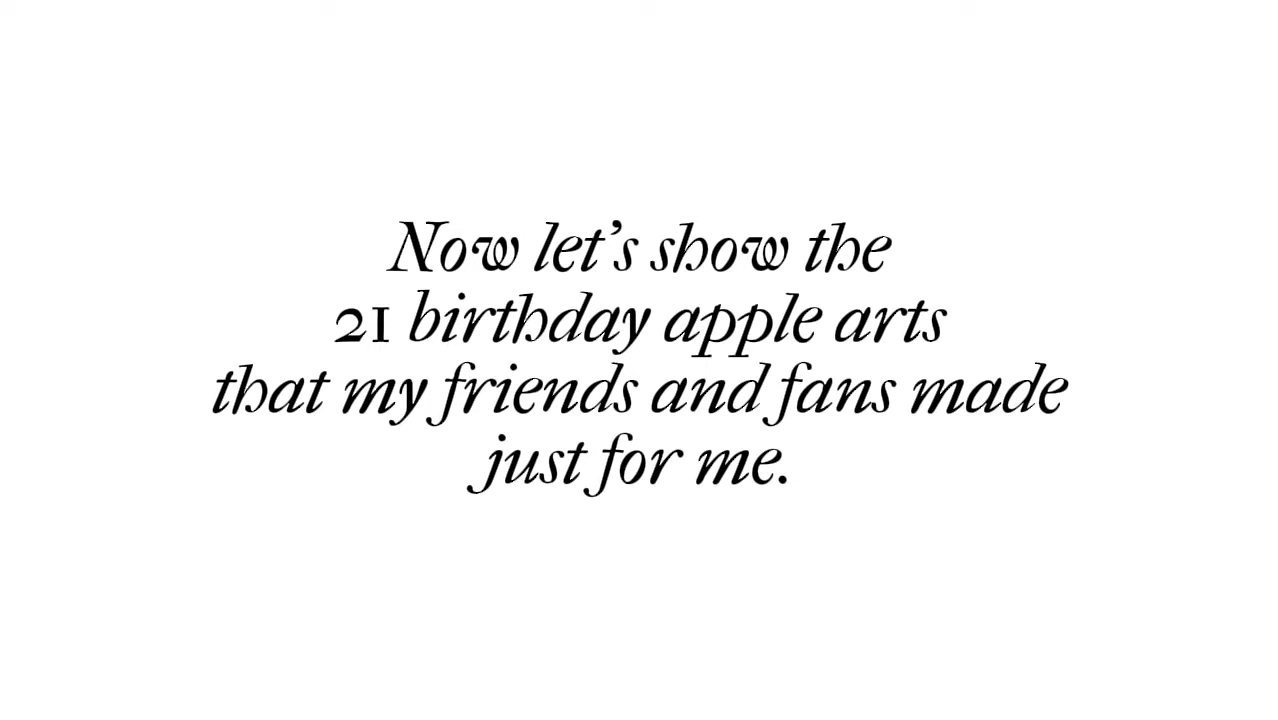 Now let’s show the
21 birthday apple arts
that my friends and fans made
just for me.